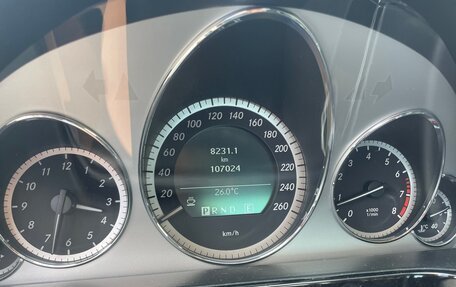 12
11 1
10 2
9 3
8 4
7 6 5
120 140
100 160
80 180
60 200
40 220
20 240
260
8231.1
km
107024
26.0°C
P R N D
km/h
4
3 5
2 6
1 7
8
x1000
1/min
°C